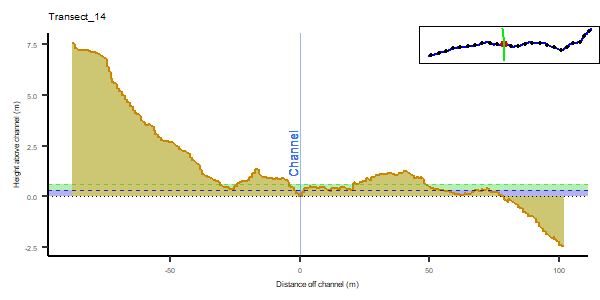 Transect_14
7.5
5.0
2.5
0.0
-2.5
Height above channel (m)
Channel
-50
0
50
100
Distance off channel (m)